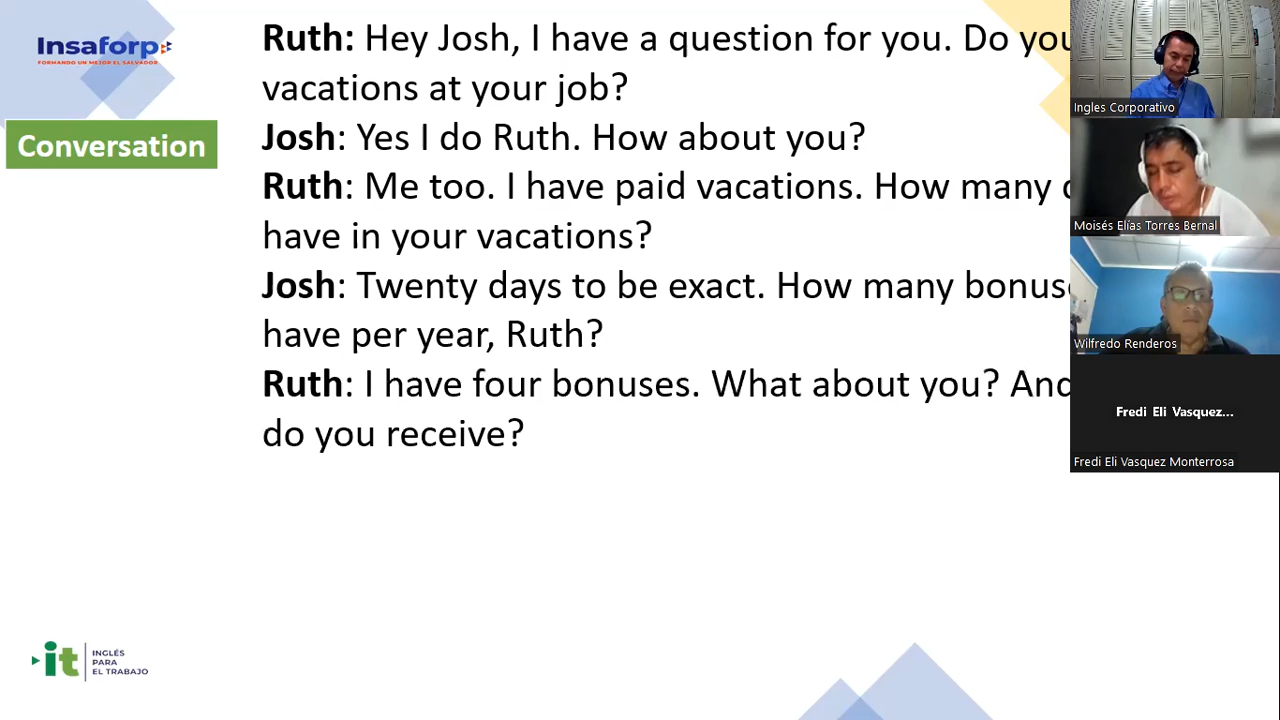 Insaforp
FORMANDO UN MEJOR EL SALVADOR
Conversation
Ruth: Hey Josh, I have a question for you. Do you
vacations at your job?
Josh: Yes I do Ruth. How about you?
Ruth: Me too. I have paid vacations. How many
have in your vacations?
Josh: Twenty days to be exact. How many
have per year, Ruth?
Ruth: I have four bonuses. What about you? And
do you receive?
it
INGLÉS
PARA
EL TRABAJO
Ingles Corporativo
Moisés Elías Torres Bernal
Wilfredo Renderos
Fredi Eli Vasquez...
Fredi Eli Vasquez Monterrosa